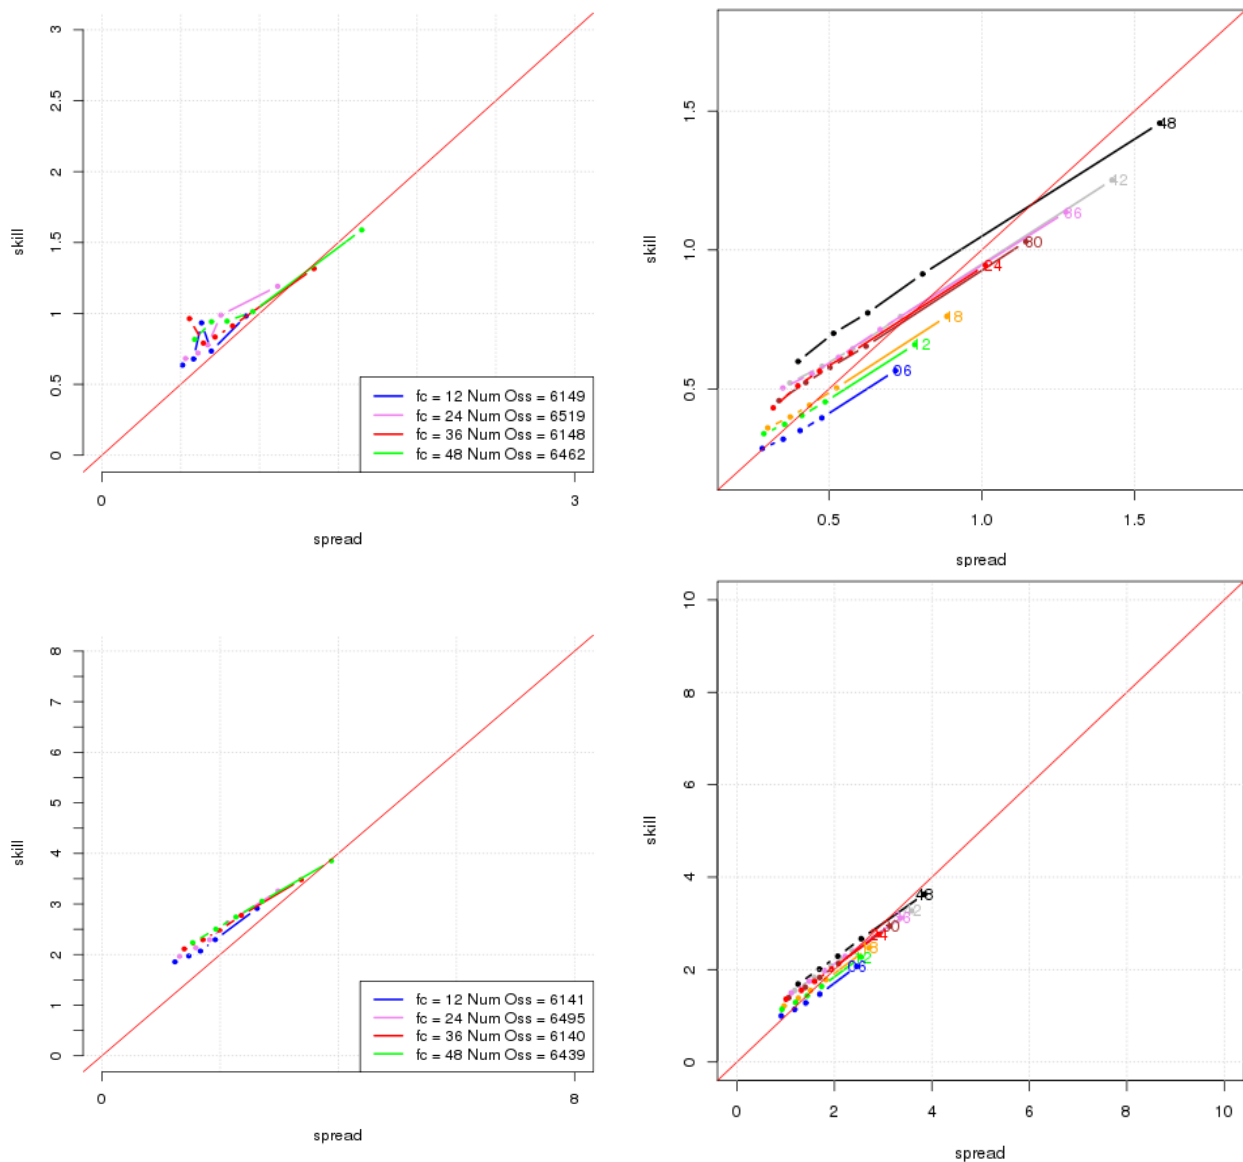 3
2.5
2
1.5
1
0.5
0
skill
fc = 12 Num Oss = 6149
fc = 24 Num Oss = 6519
fc = 36 Num Oss = 6148
fc = 48 Num Oss = 6462
0 3
spread
1.5
1.0
0.5
skill
48
42
36
30
24
18
12
06
0.5 1.0 1.5
spread
8
7
6
5
4
3
2
1
0
skill
fc = 12 Num Oss = 6141
fc = 24 Num Oss = 6495
fc = 36 Num Oss = 6140
fc = 48 Num Oss = 6439
0 8
spread
10
8
6
4
2
0
skill
48
06
0 2 4 6 8 10
spread